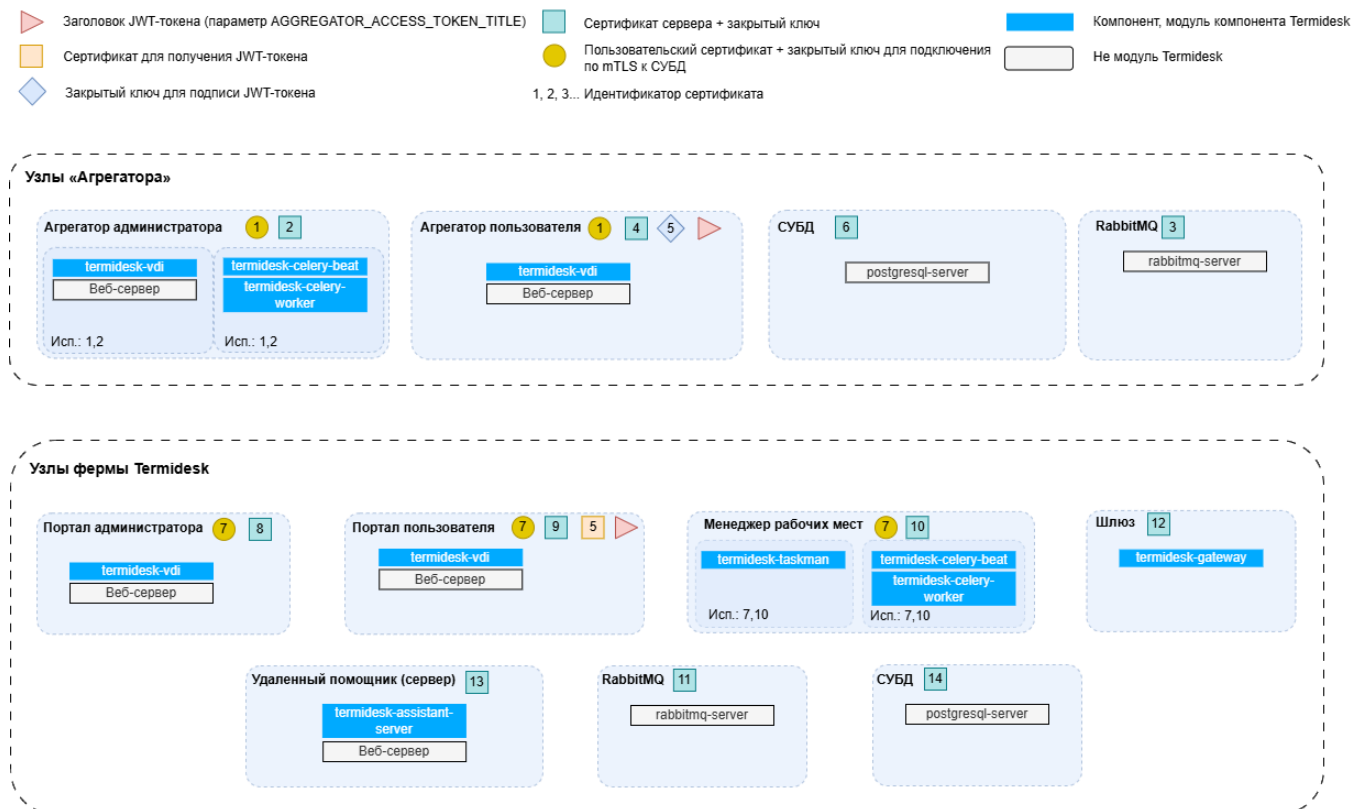 Заголовок JWT-токена (параметр AGGREGATOR_ACCESS_TOKEN_TITLE)
Сертификат для получения JWT-токена
Закрытый ключ для подписи JWT-токена
Сертификат сервера + закрытый ключ
Пользовательский сертификат + закрытый ключ для подключения
по mTLS к СУБД
1, 2, 3... Идентификатор сертификата
Компонент, модуль компонента Termidesk
Не модуль Termidesk
Узлы «Агрегатора»
Агрегатор администратора 1 2
termidesk-vdi
Веб-сервер
Исп.: 1,2
termidesk-celery-beat
termidesk-celery-
worker
Исп.: 1,2
Агрегатор пользователя 1 4 5
termidesk-vdi
Веб-сервер
СУБД 6
postgresql-server
RabbitMQ 3
rabbitmq-server
Узлы фермы Termidesk
Портал администратора 7 8
termidesk-vdi
Веб-сервер
Портал пользователя 7 9 5
termidesk-vdi
Веб-сервер
Менеджер рабочих мест 7 10
termidesk-taskman
Исп.: 7,10
termidesk-celery-beat
termidesk-celery-
worker
Исп.: 7,10
Шлюз 12
termidesk-gateway
Удаленный помощник (сервер) 13
termidesk-assistant-
server
Веб-сервер
RabbitMQ 11
rabbitmq-server
СУБД 14
postgresql-server